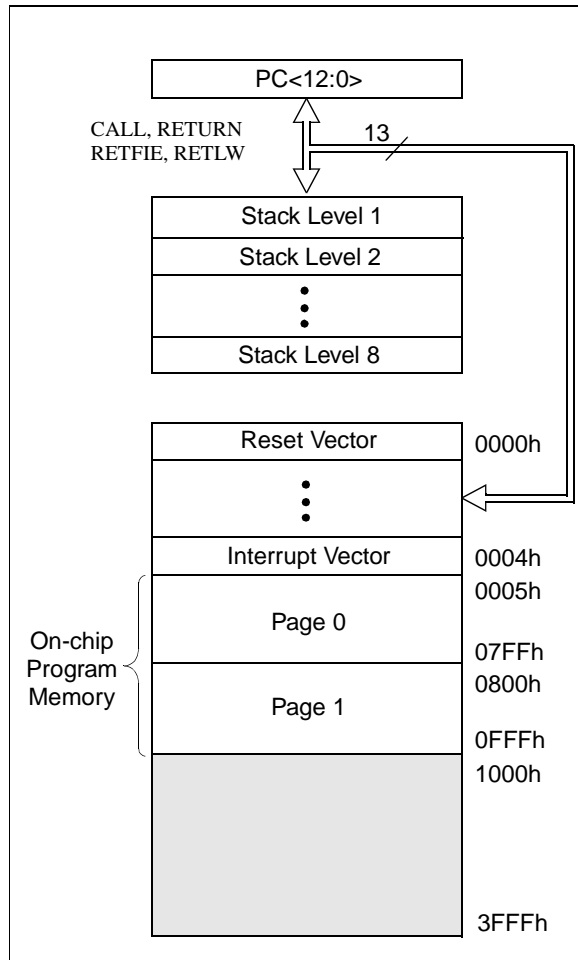 PC<12:0>
CALL, RETURN
RETFIE, RETLW
13
Stack Level 1
Stack Level 2
Stack Level 8
Reset Vector
0000h
Interrupt Vector
0004h
0005h
On-chip
Program
Memory
Page 0
07FFh
0800h
Page 1
0FFFh
1000h
3FFFh